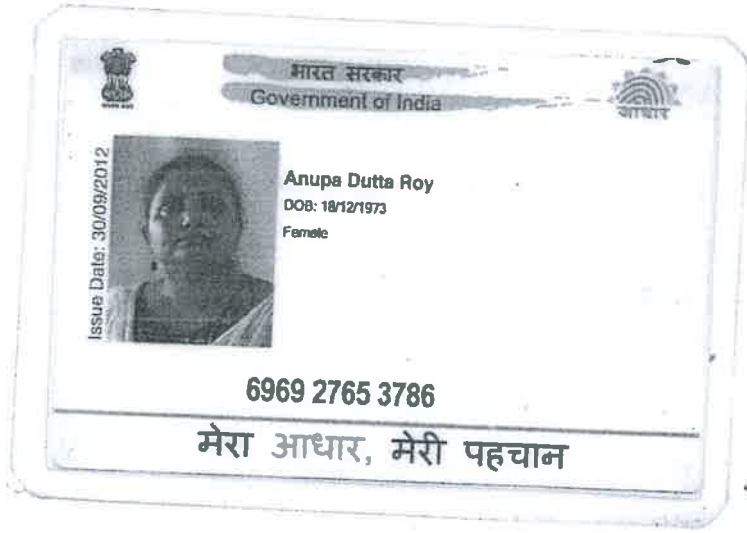 भारत सरकार
Government of India
आधार
Issue Date: 30/09/2012
Anupa Dutta Roy
DOB: 18/12/1973
Female
6969 2765 3786
मेरा आधार, मेरी पहचान